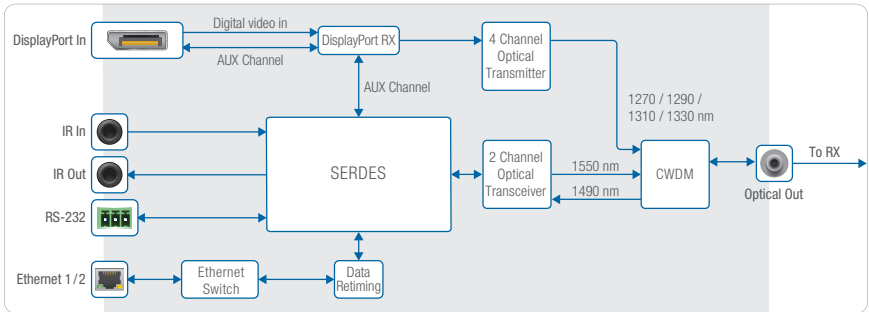 DisplayPort In
Digital video in
AUX Channel
DisplayPort RX
4 Channel
Optical
Transmitter
AUX Channel
1270 / 1290 /
1310 / 1330 nm
IR In
IR Out
RS-232
SERDES
2 Channel
Optical
Transceiver
1550 nm
1490 nm
CWDM
To RX
Optical Out
Ethernet 1/2
Ethernet
Switch
Data
Retiming